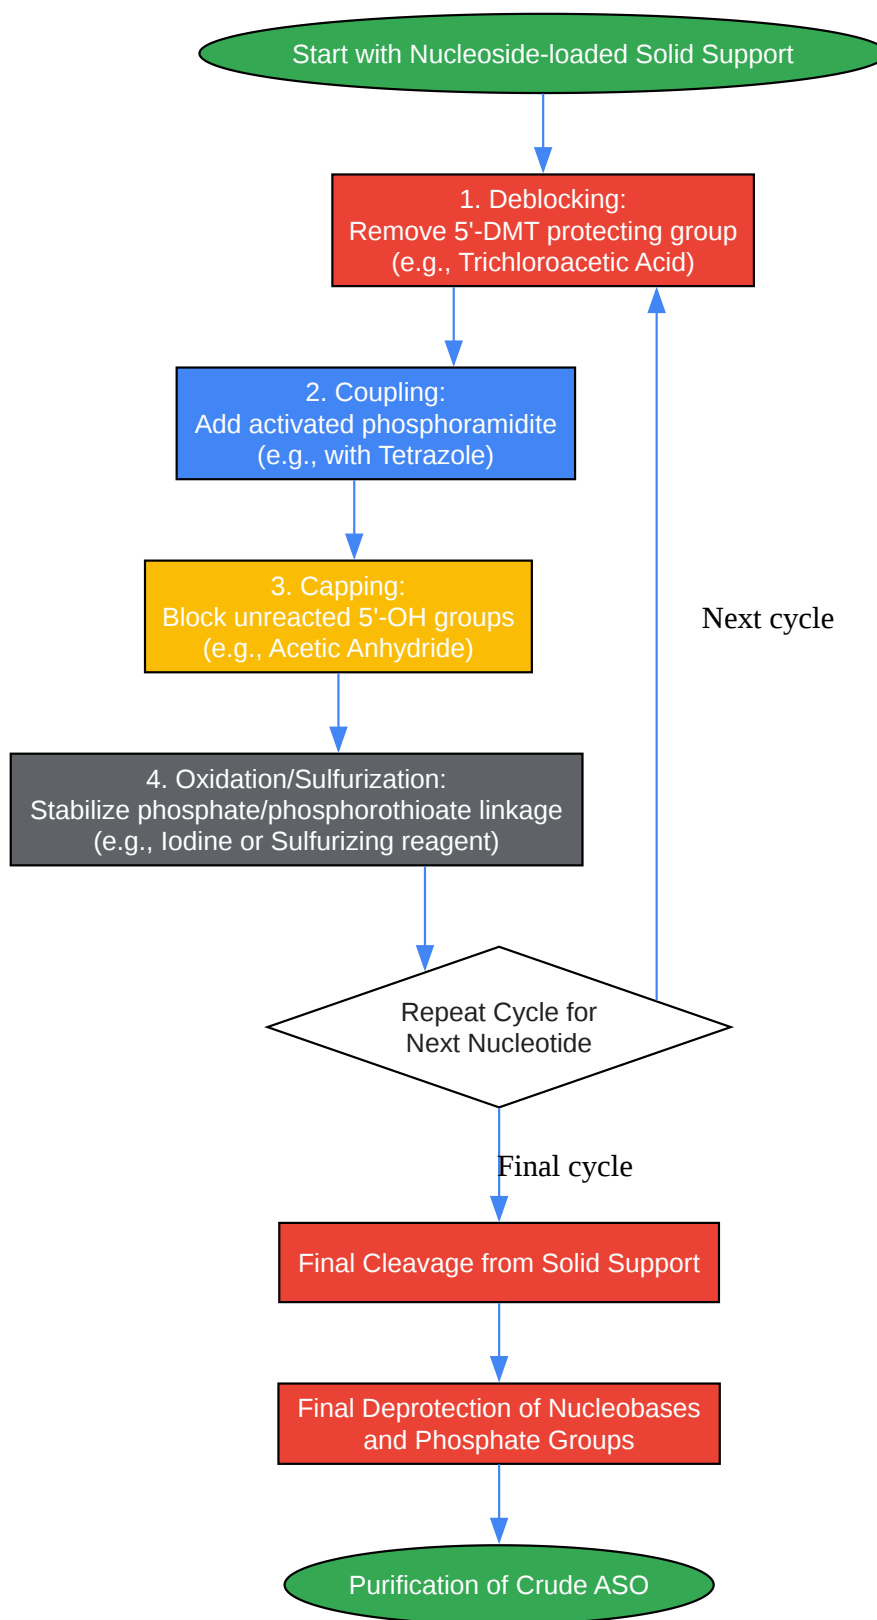 Start with Nucleoside-loaded Solid Support
1. Deblocking:
Remove 5'-DMT protecting group
(e.g., Trichloroacetic Acid)
2. Coupling:
Add activated phosphoramidite
(e.g., with Tetrazole)
3. Capping:
Block unreacted 5'-OH groups
(e.g., Acetic Anhydride)
Next cycle
4. Oxidation/Sulfurization:
Stabilize phosphate/phosphorothioate linkage
(e.g., Iodine or Sulfurizing reagent)
Repeat Cycle for
Next Nucleotide
Final cycle
Final Cleavage from Solid Support
Final Deprotection of Nucleobases
and Phosphate Groups
Purification of Crude ASO